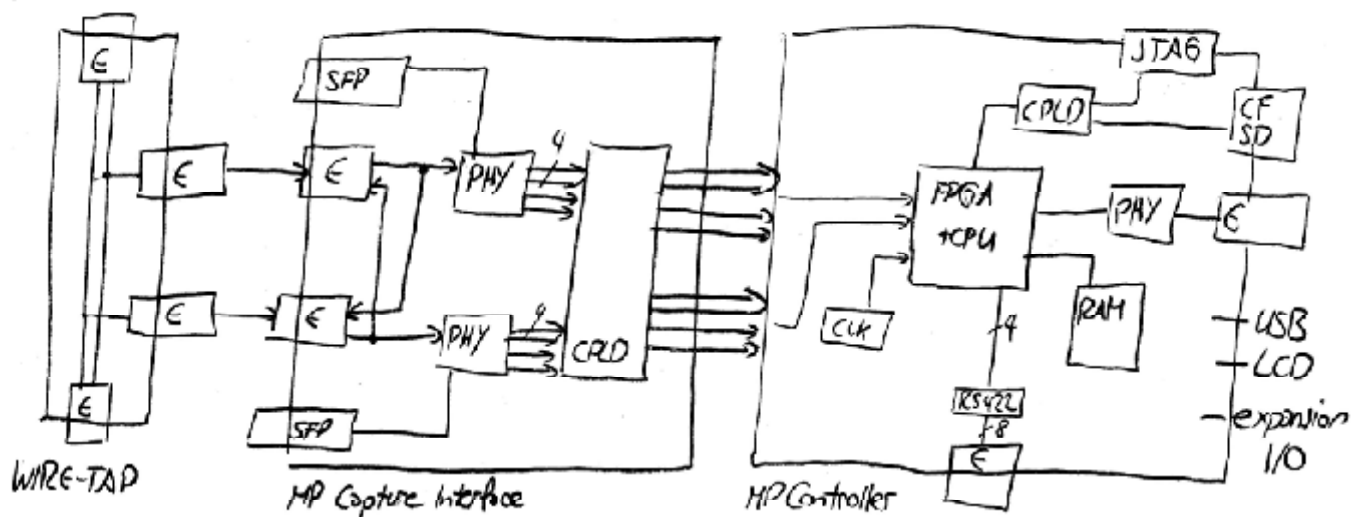 JTAG
E
SFP
CPLD
CF
SD
4
E
E
PHY
FPGA
+CPU
PHY
E
E
E
PHY
4
CPLD
CLK
RAM
4
USB
LCD
E
SFP
RS422
8
expansion
I/O
E
WIRE-TAP
MP Capture Interface
MP Controller